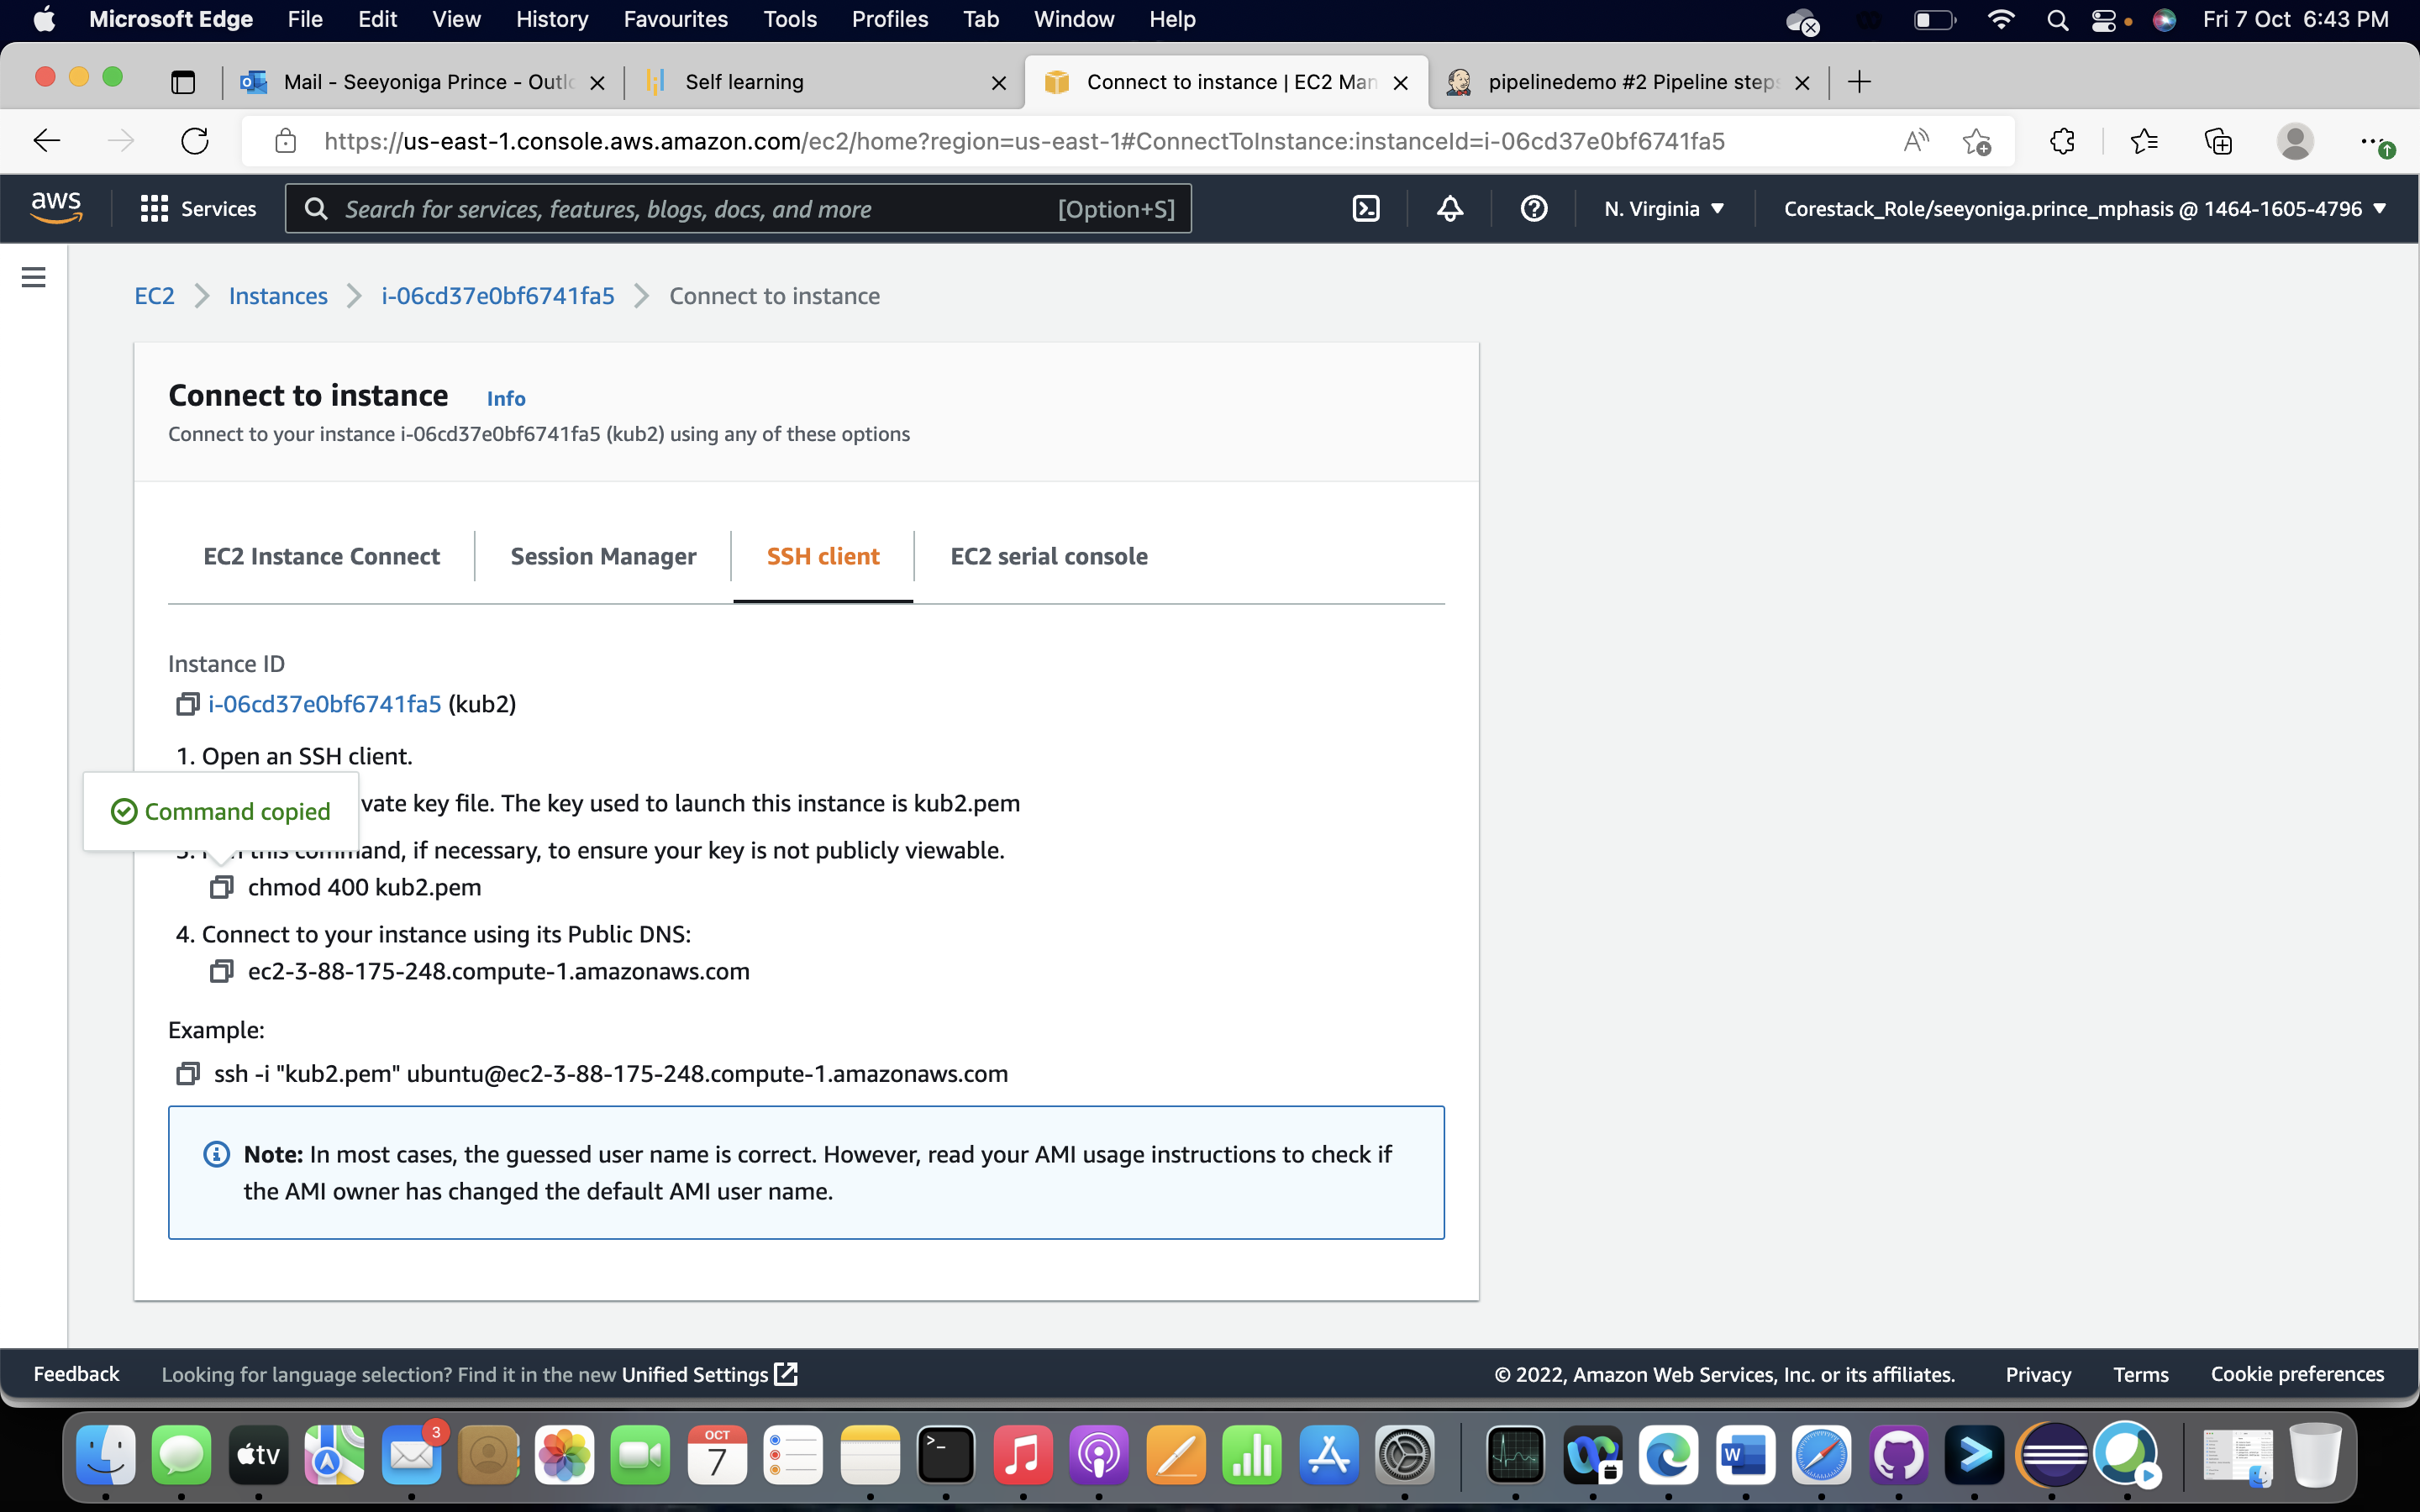 Microsoft Edge File Edit View History Favourites Tools Profiles Tab Window Help Fri 7 Oct 6:43 PM
Mail - Seeyoniga Prince - Outlo Self learning Connect to instance | EC2 Man pipelinedemo #2 Pipeline steps
https://us-east-1.console.aws.amazon.com/ec2/home?region=us-east-1#ConnectToInstance:instanceId=i-06cd37e0bf6741fa5
aws Services Search for services, features, blogs, docs, and more [Option+S] N. Virginia ▼ Corestack_Role/seeyoniga.prince_mphasis @ 1464-1605-4796 ▼
EC2 > Instances > i-06cd37e0bf6741fa5 > Connect to instance
Connect to instance Info
Connect to your instance i-06cd37e0bf6741fa5 (kub2) using any of these options
EC2 Instance Connect Session Manager SSH client EC2 serial console
Instance ID
i-06cd37e0bf6741fa5 (kub2)
1. Open an SSH client.
Command copied
vate key file. The key used to launch this instance is kub2.pem
this command, if necessary, to ensure your key is not publicly viewable.
chmod 400 kub2.pem
4. Connect to your instance using its Public DNS:
ec2-3-88-175-248.compute-1.amazonaws.com
Example:
ssh -i "kub2.pem" ubuntu@ec2-3-88-175-248.compute-1.amazonaws.com
Note: In most cases, the guessed user name is correct. However, read your AMI usage instructions to check if
the AMI owner has changed the default AMI user name.
Feedback Looking for language selection? Find it in the new Unified Settings © 2022, Amazon Web Services, Inc. or its affiliates. Privacy Terms Cookie preferences
tv 3 OCT 7 W